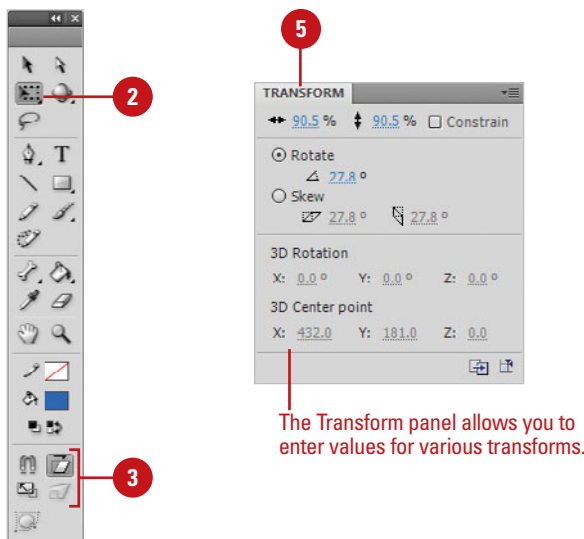 5
2
TRANSFORM
90.5 % 90.5 % Constrain
Rotate
27.8 °
Skew
27.8 ° 27.8 °
3D Rotation
X: 0.0 ° Y: 0.0 ° Z: 0.0 °
3D Center point
X: 432.0 Y: 181.0 Z: 0.0
The Transform panel allows you to
enter values for various transforms.
T
3